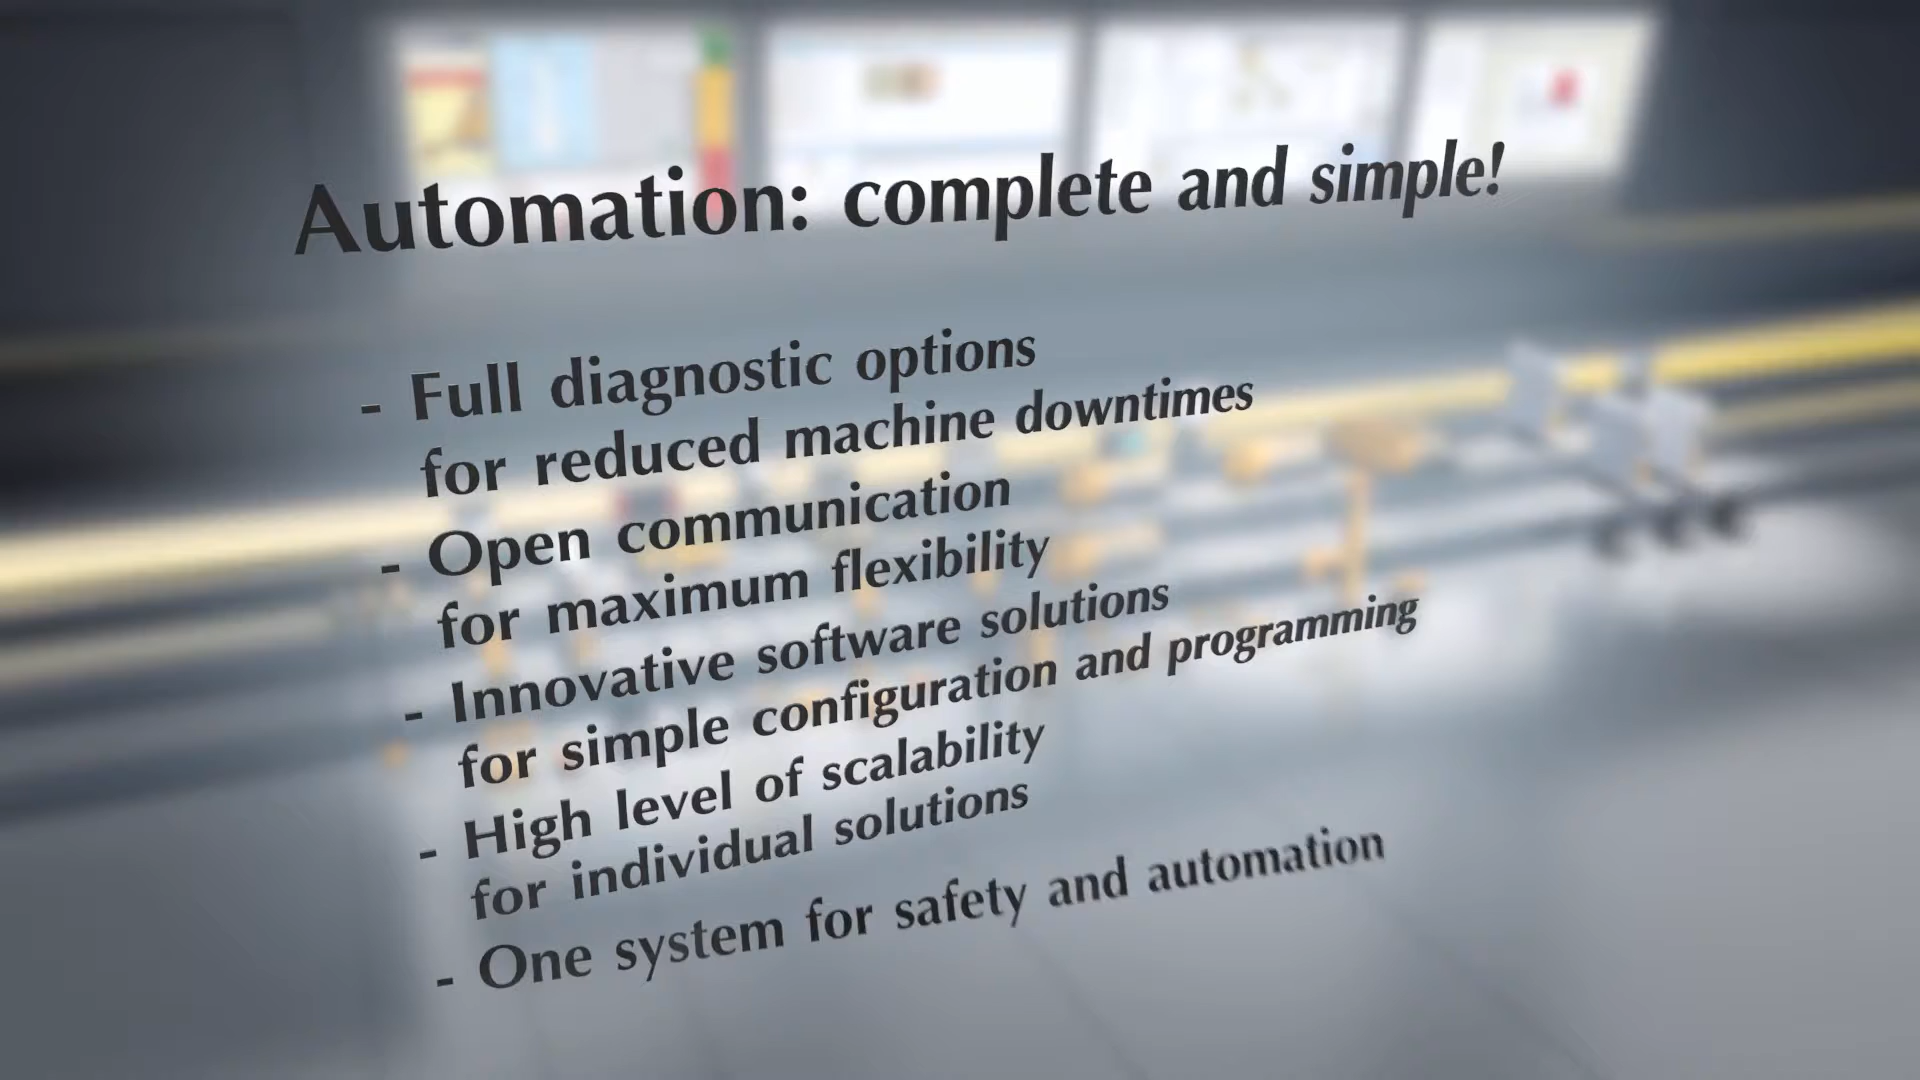 Automation: complete and simple!
- Full diagnostic options
for reduced machine downtimes
- Open communication
for maximum flexibility
- Innovative software solutions
for simple configuration and programming
- High level of scalability
for individual solutions
- One system for safety and automation